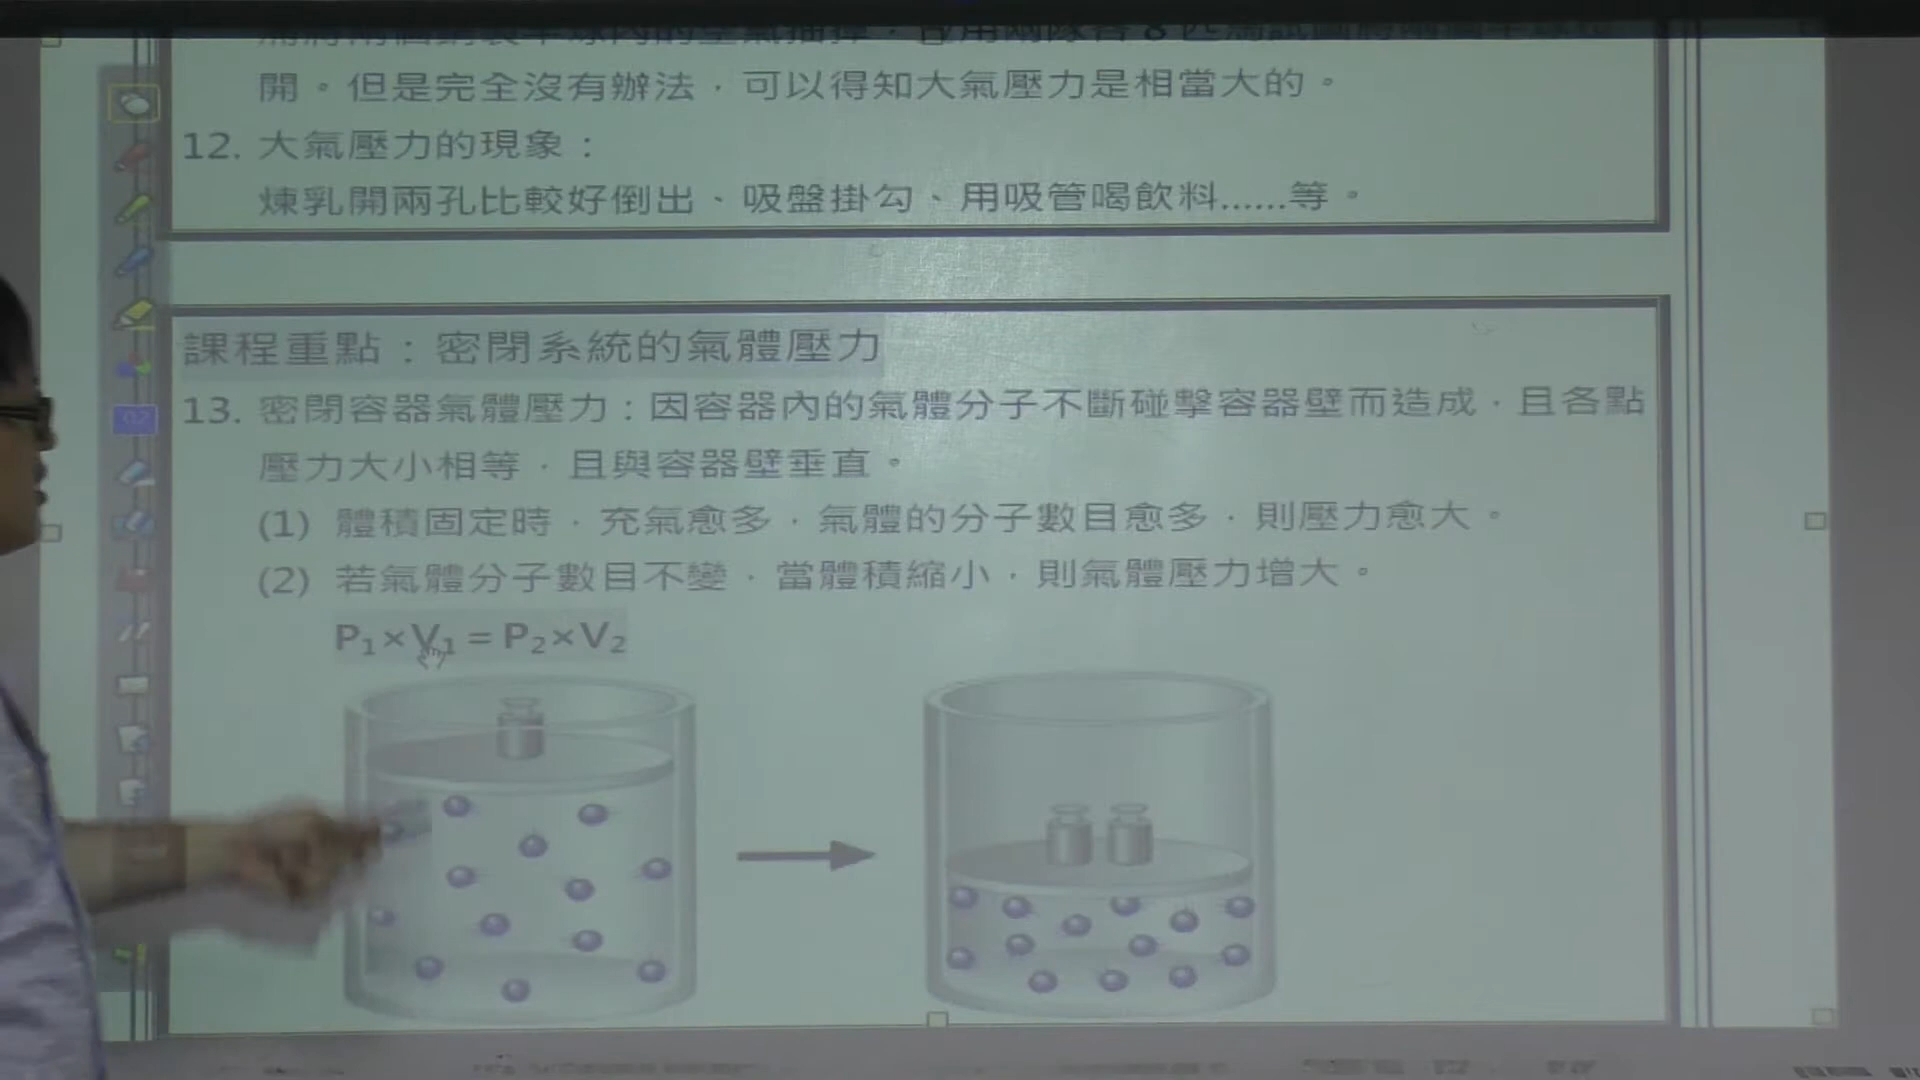 開。但是完全沒有辦法，可以得知大氣壓力是相當大的。
12. 大氣壓力的現象：
煉乳開兩孔比較好倒出、吸盤掛勾、用吸管喝飲料......等。
課程重點：密閉系統的氣體壓力
13. 密閉容器氣體壓力：因容器內的氣體分子不斷碰擊容器壁而造成，且各點
壓力大小相等，且與容器壁垂直。
(1) 體積固定時，充氣愈多，氣體的分子數目愈多，則壓力愈大。
(2) 若氣體分子數目不變，當體積縮小，則氣體壓力增大。
P₁×V₁=P₂×V₂